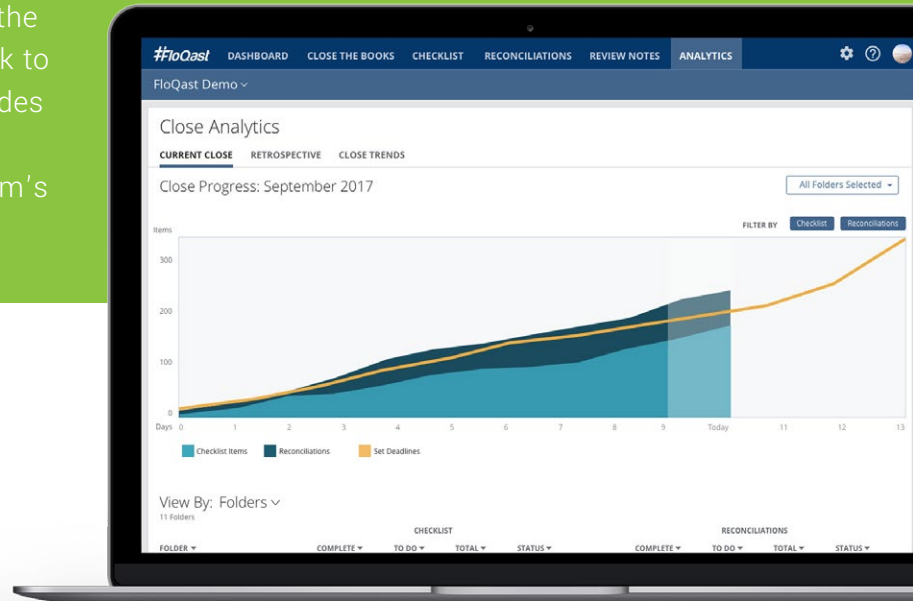 the
k to
des
m's
#FloQast DASHBOARD CLOSE THE BOOKS CHECKLIST RECONCILIATIONS REVIEW NOTES ANALYTICS
FloQast Demo
Close Analytics
CURRENT CLOSE RETROSPECTIVE CLOSE TRENDS
Close Progress: September 2017
All Folders Selected
FILTER BY Checklist Reconciliations
Items
300
200
100
0
Days 0 1 2 3 4 5 6 7 8 9 Today 11 12 13
Checklist Items Reconciliations Set Deadlines
View By: Folders
11 Folders
CHECKLIST RECONCILIATIONS
FOLDER COMPLETE TO DO TOTAL STATUS COMPLETE TO DO TOTAL STATUS